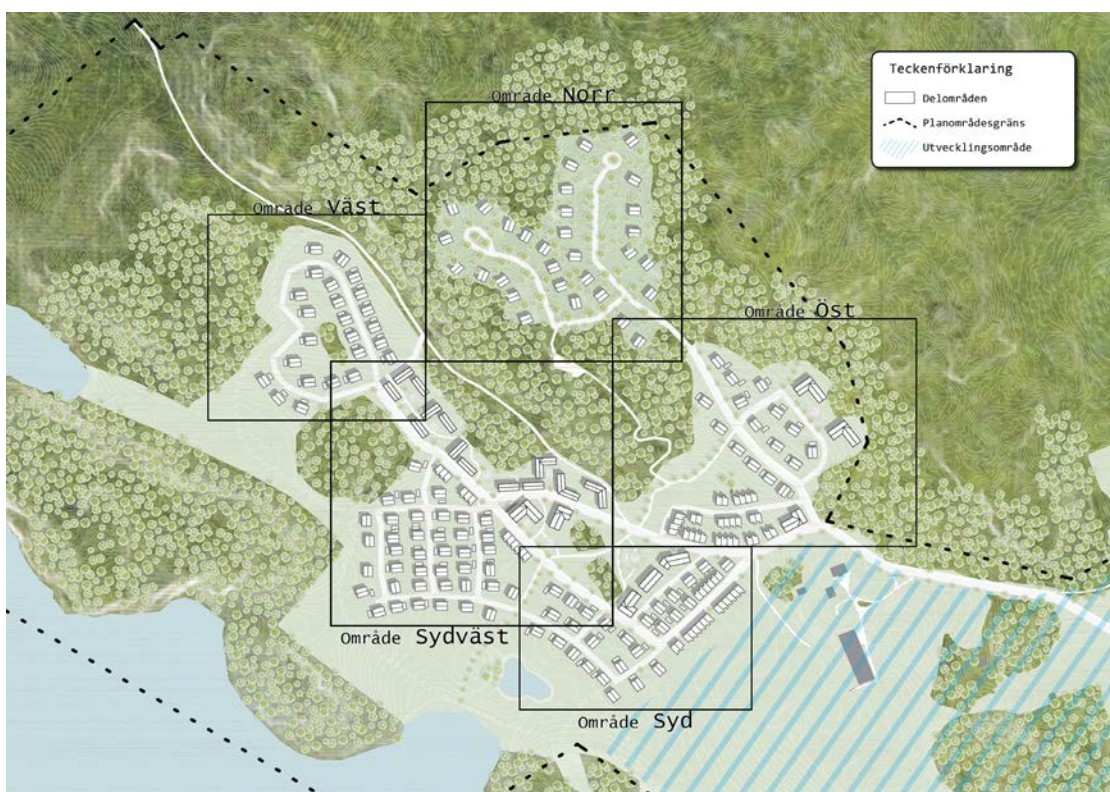 Teckenförklaring
Delområden
Planområdesgräns
Utvecklingsområde
Område Norr
Område Väst
Område Öst
Område Sydväst
Område Syd